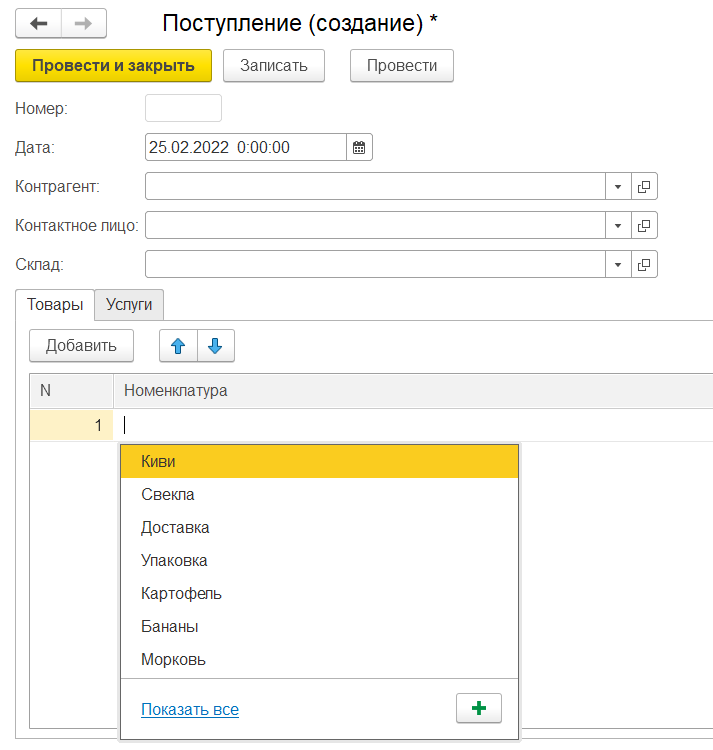 Поступление (создание) *
Провести и закрыть Записать Провести
Номер:
Дата: 25.02.2022 0:00:00
Контрагент:
Контактное лицо:
Склад:
Товары Услуги
Добавить
N Номенклатура
1
Киви
Свекла
Доставка
Упаковка
Картофель
Бананы
Морковь
Показать все